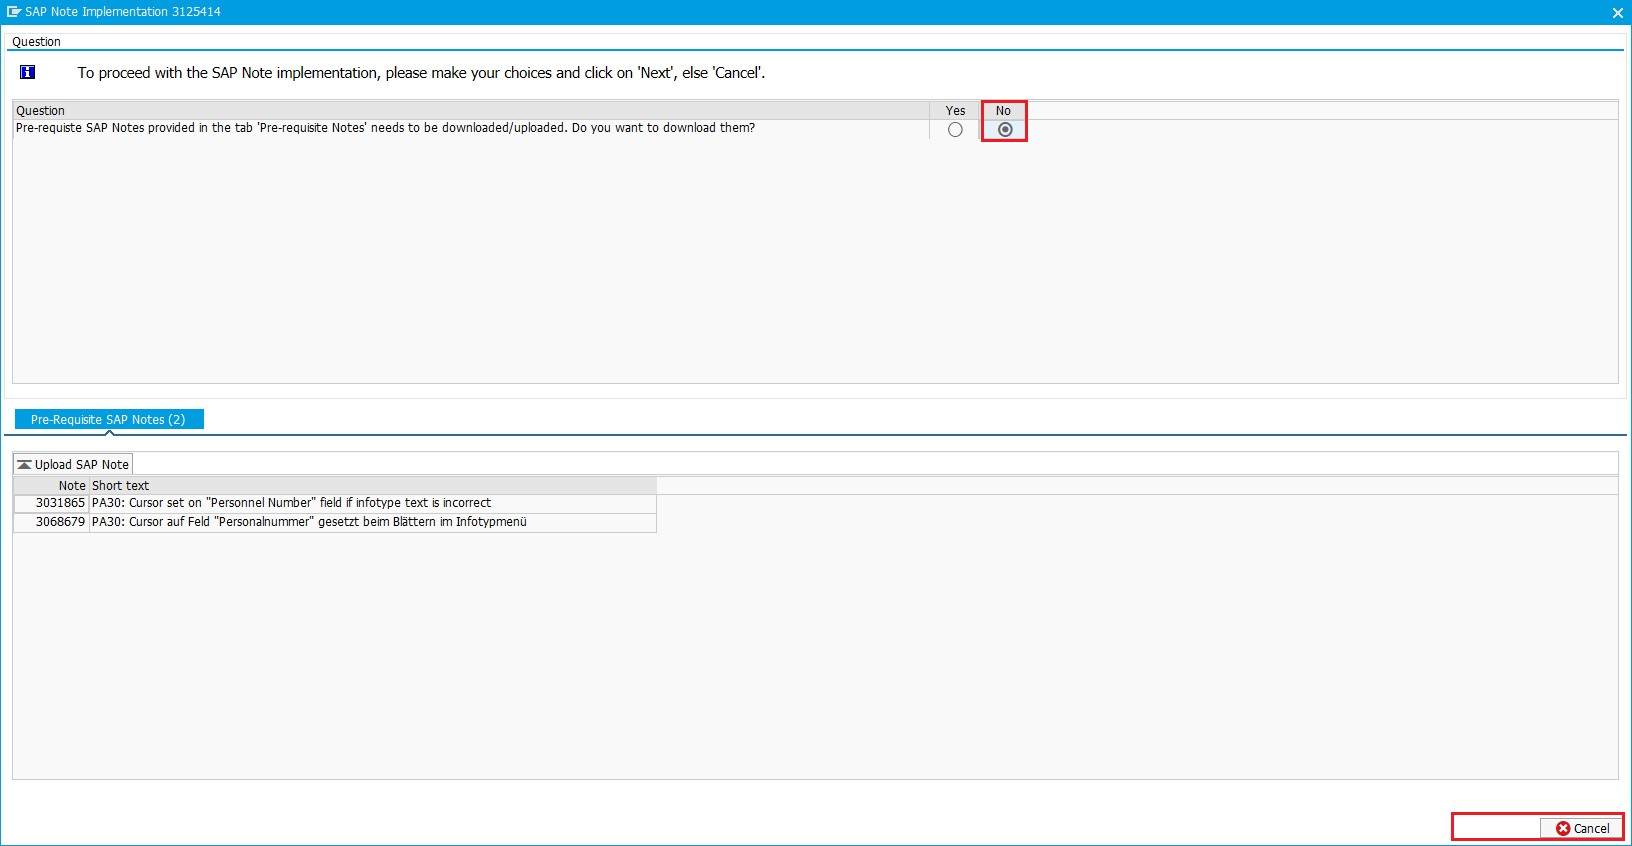 SAP Note Implementation 3125414
Question
To proceed with the SAP Note implementation, please make your choices and click on 'Next', else 'Cancel'.
Question Yes No
Pre-requiste SAP Notes provided in the tab 'Pre-requisite Notes' needs to be downloaded/uploaded. Do you want to download them?
Pre-Requisite SAP Notes (2)
Upload SAP Note
Note Short text
3031865 PA30: Cursor set on "Personnel Number" field if infotype text is incorrect
3068679 PA30: Cursor auf Feld "Personalnummer" gesetzt beim Blättern im Infotypmenü
Cancel